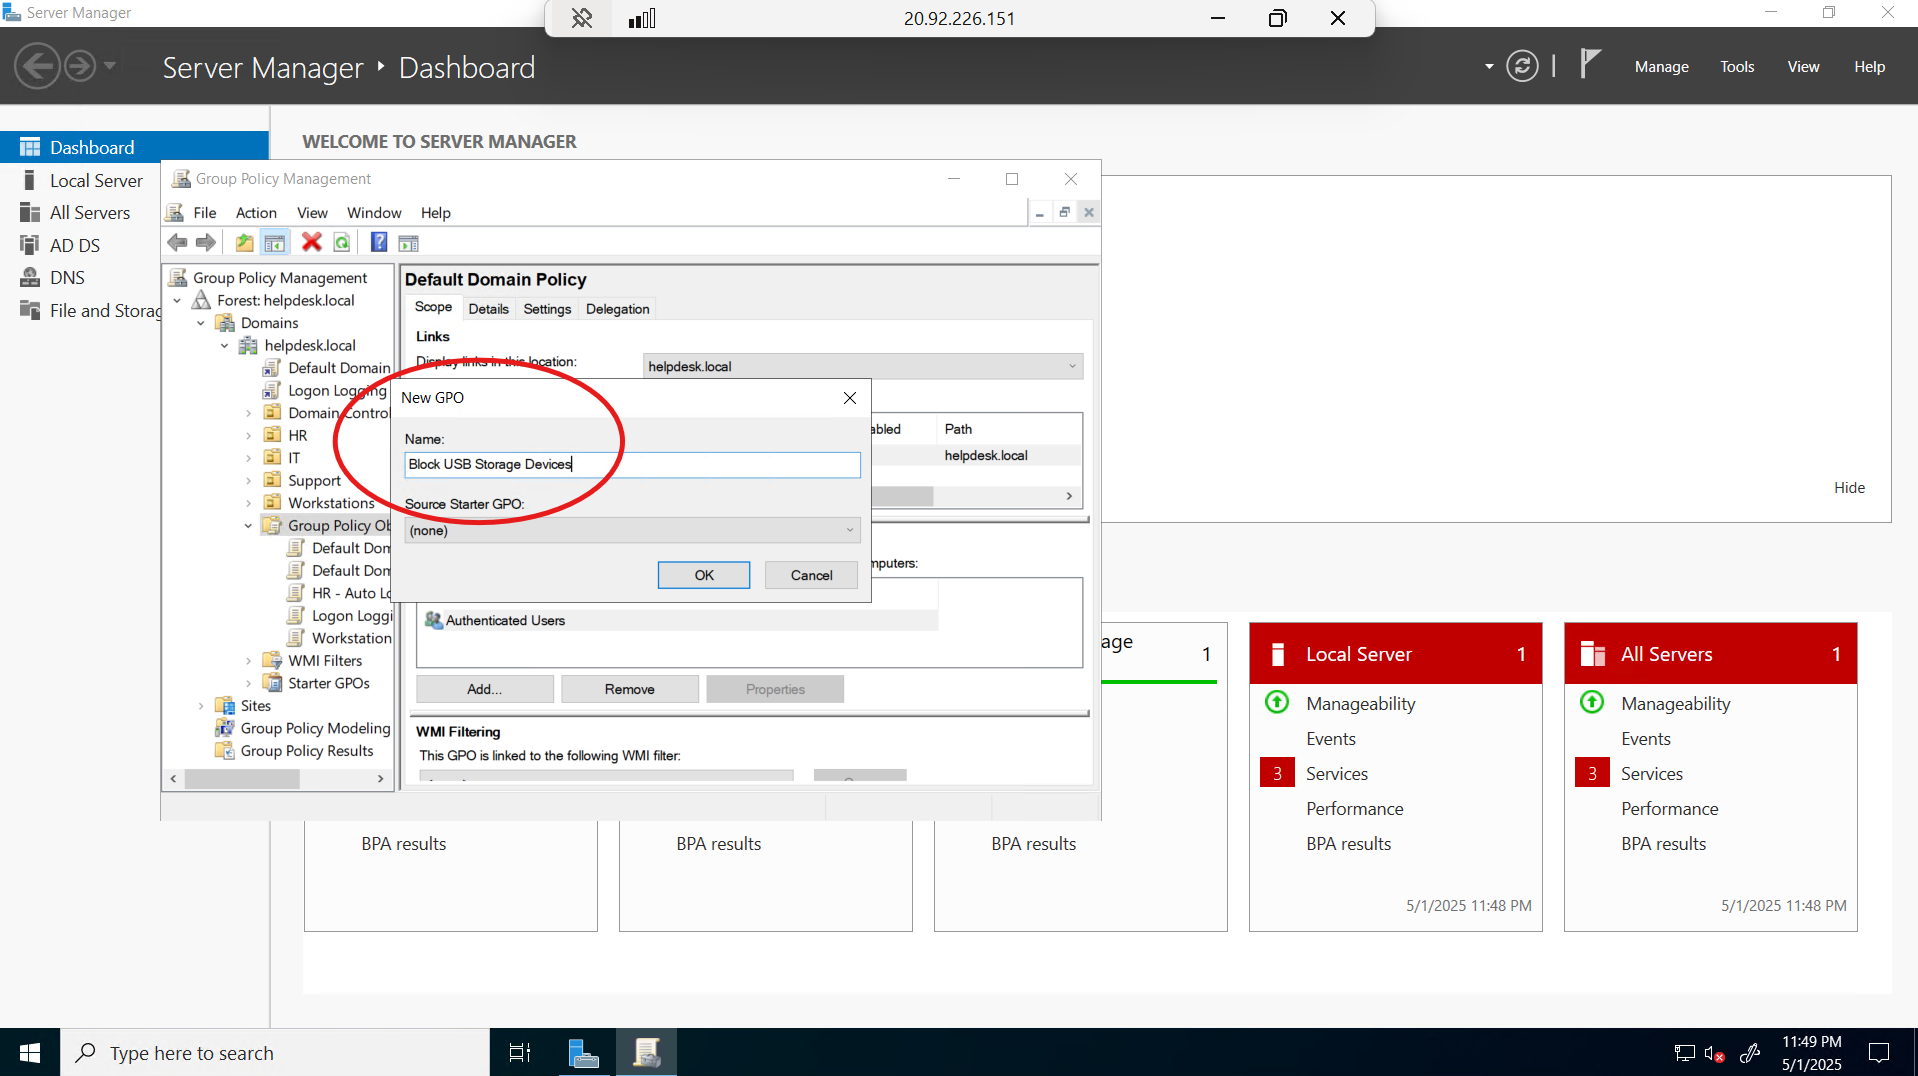 Server Manager
20.92.226.151
Server Manager
Dashboard
Manage
Tools
View
Help
Dashboard
Local Server
All Servers
AD DS
DNS
File and Storag
WELCOME TO SERVER MANAGER
Group Policy Management
File
Action
View
Window
Help
Group Policy Management
Forest: helpdesk.local
Domains
helpdesk.local
Default Domain
Logon Logging
Domain Control
HR
IT
Support
Workstations
Group Policy Ob
Default Dom
Default Dom
HR - Auto Lo
Logon Loggi
Workstation
WMI Filters
Starter GPOs
Sites
Group Policy Modeling
Group Policy Results
Default Domain Policy
Scope
Details
Settings
Delegation
Links
Display links in this location:
helpdesk.local
abled
Path
helpdesk.local
New GPO
Name:
Block USB Storage Devices
Source Starter GPO:
(none)
OK
Cancel
mputers:
Authenticated Users
Add...
Remove
Properties
WMI Filtering
This GPO is linked to the following WMI filter:
Hide
BPA results
BPA results
age
1
BPA results
Local Server
1
Manageability
Events
3
Services
Performance
BPA results
5/1/2025 11:48 PM
All Servers
1
Manageability
Events
3
Services
Performance
BPA results
5/1/2025 11:48 PM
Type here to search
11:49 PM
5/1/2025